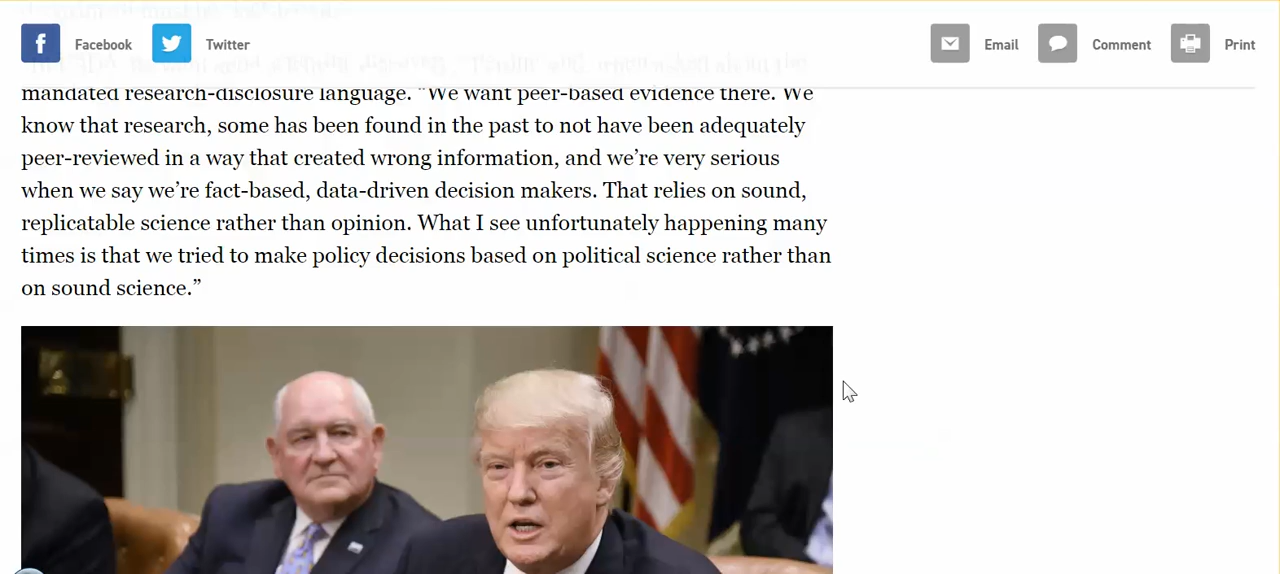 Facebook
Twitter
Email
Comment
Print
mandated research-disclosure language. “We want peer-based evidence there. We
know that research, some has been found in the past to not have been adequately
peer-reviewed in a way that created wrong information, and we’re very serious
when we say we’re fact-based, data-driven decision makers. That relies on sound,
replicatable science rather than opinion. What I see unfortunately happening many
times is that we tried to make policy decisions based on political science rather than
on sound science.”